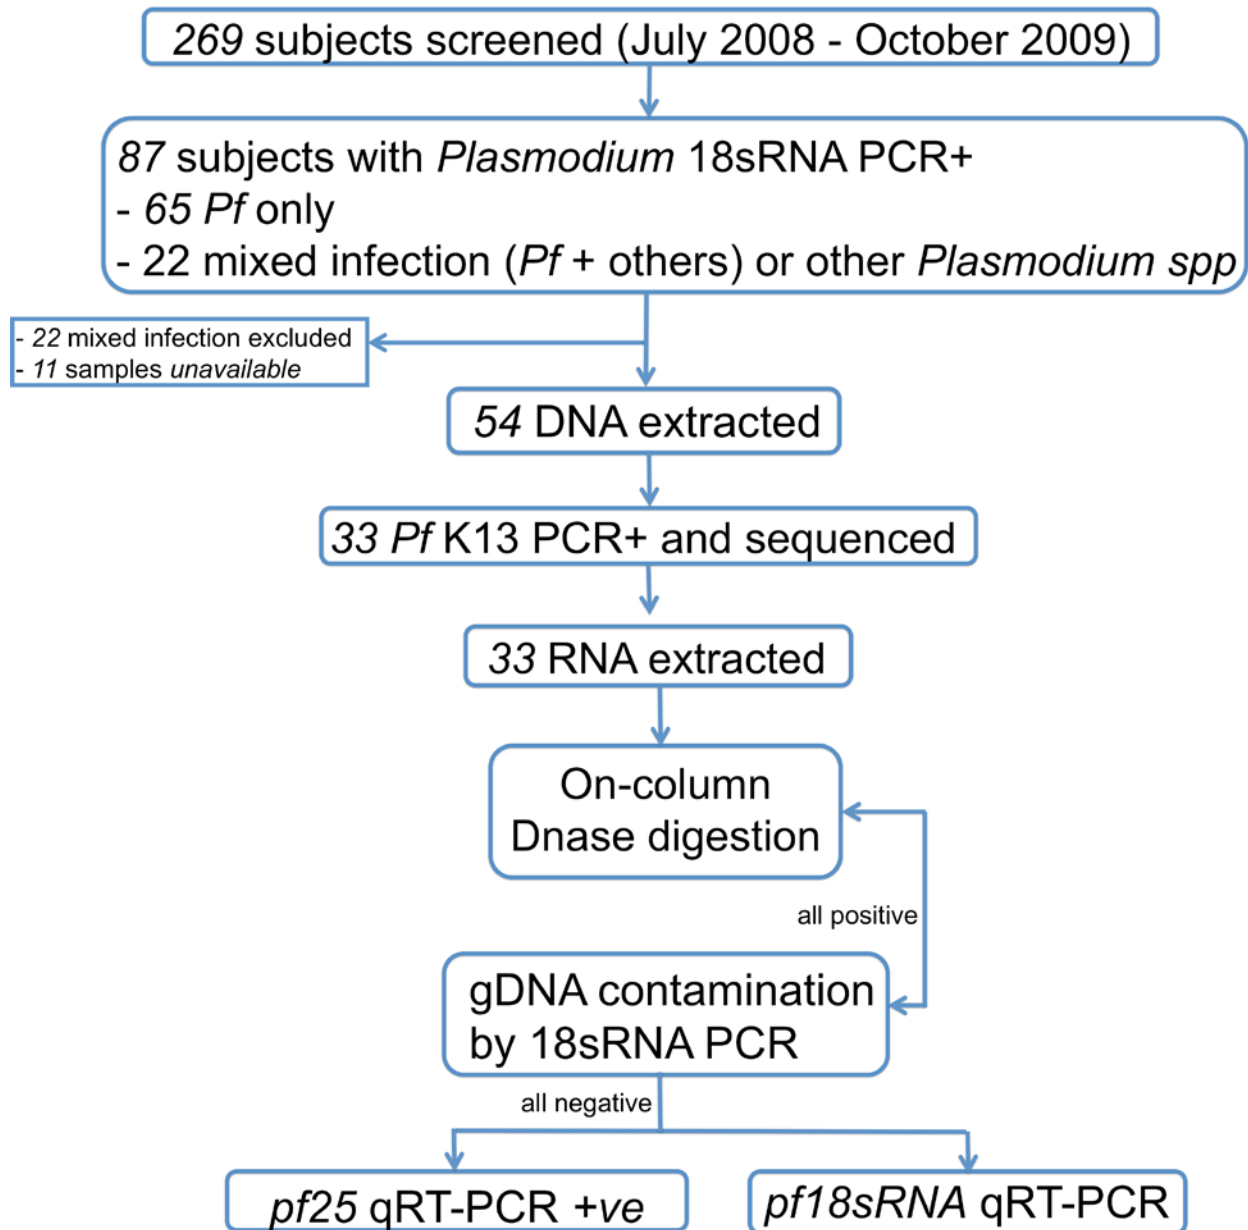 269 subjects screened (July 2008 - October 2009)
87 subjects with Plasmodium 18sRNA PCR+
- 65 Pf only
- 22 mixed infection (Pf + others) or other Plasmodium spp
- 22 mixed infection excluded
- 11 samples unavailable
54 DNA extracted
33 Pf K13 PCR+ and sequenced
33 RNA extracted
On-column
Dnase digestion
all positive
gDNA contamination
by 18sRNA PCR
all negative
pf25 qRT-PCR +ve
pf18sRNA qRT-PCR